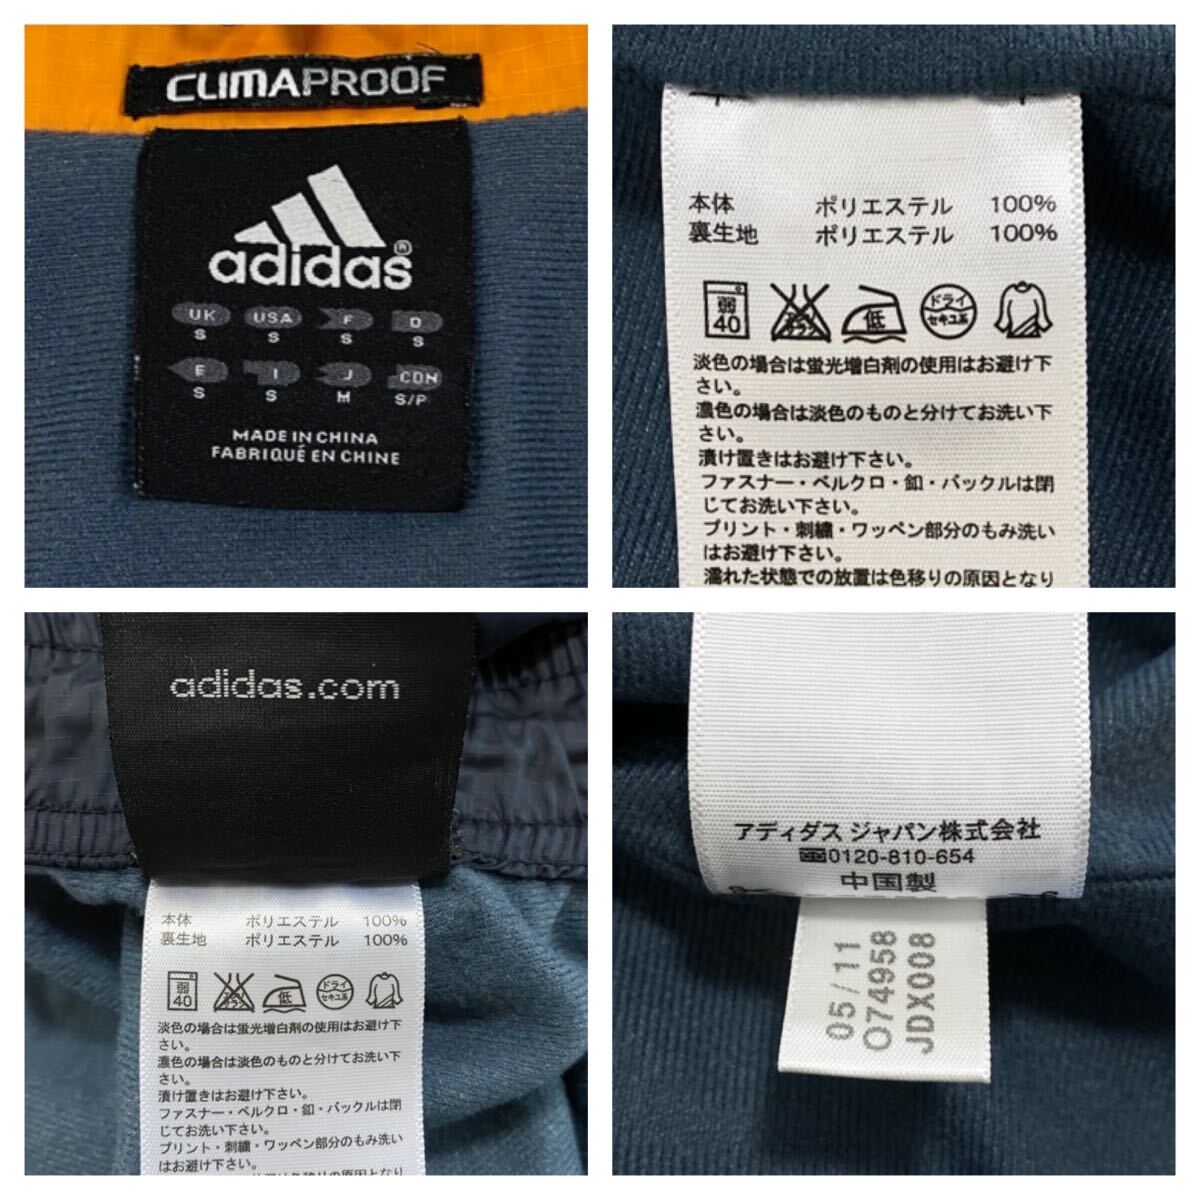 CLIMAPROOF
adidas®
UK USA F D
S S S S
E I J CDN
S S M S/P
MADE IN CHINA
FABRIQUÉ EN CHINE
本体 ポリエステル 100%
裏生地 ポリエステル 100%
弱 40 低 ドライ セキユ系
淡色の場合は蛍光増白剤の使用はお避け下
さい。
濃色の場合は淡色のものと分けてお洗い下
さい。
漬け置きはお避け下さい。
ファスナー・ベルクロ・釦・バックルは閉
じてお洗い下さい。
プリント・刺繍・ワッペン部分のもみ洗い
はお避け下さい。
濡れた状態での放置は色移りの原因となり
adidas.com
本体 ポリエステル 100%
裏生地 ポリエステル 100%
弱 40 低 ドライ セキユ系
淡色の場合は蛍光増白剤の使用はお避け下
さい。
濃色の場合は淡色のものと分けてお洗い下
さい。
漬け置きはお避け下さい。
ファスナー・ベルクロ・釦・バックルは閉
じてお洗い下さい。
プリント・刺繍・ワッペン部分のもみ洗い
はお避け下さい。
アディダス ジャパン株式会社
0120-810-654
中国製
05/11
O74958
JDX008